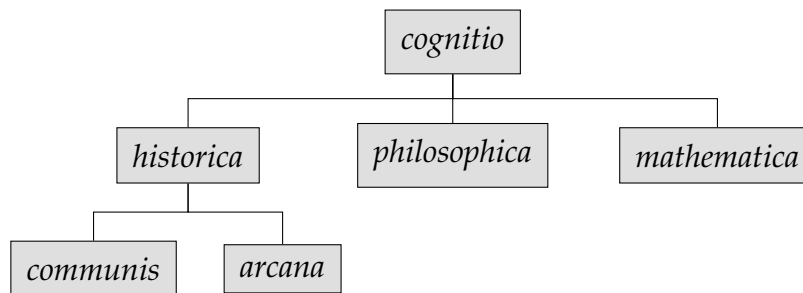 cognitio
historica
philosophica
mathematica
communis
arcana